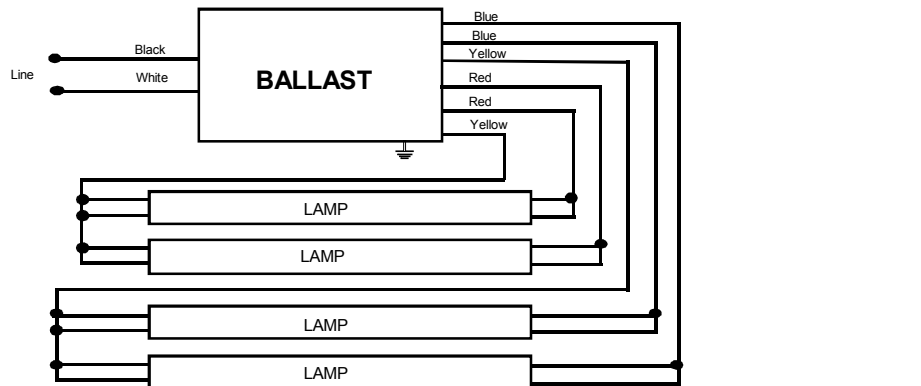 Blue
Blue
Black
Yellow
Line
White
BALLAST
Red
Red
Yellow
LAMP
LAMP
LAMP
LAMP